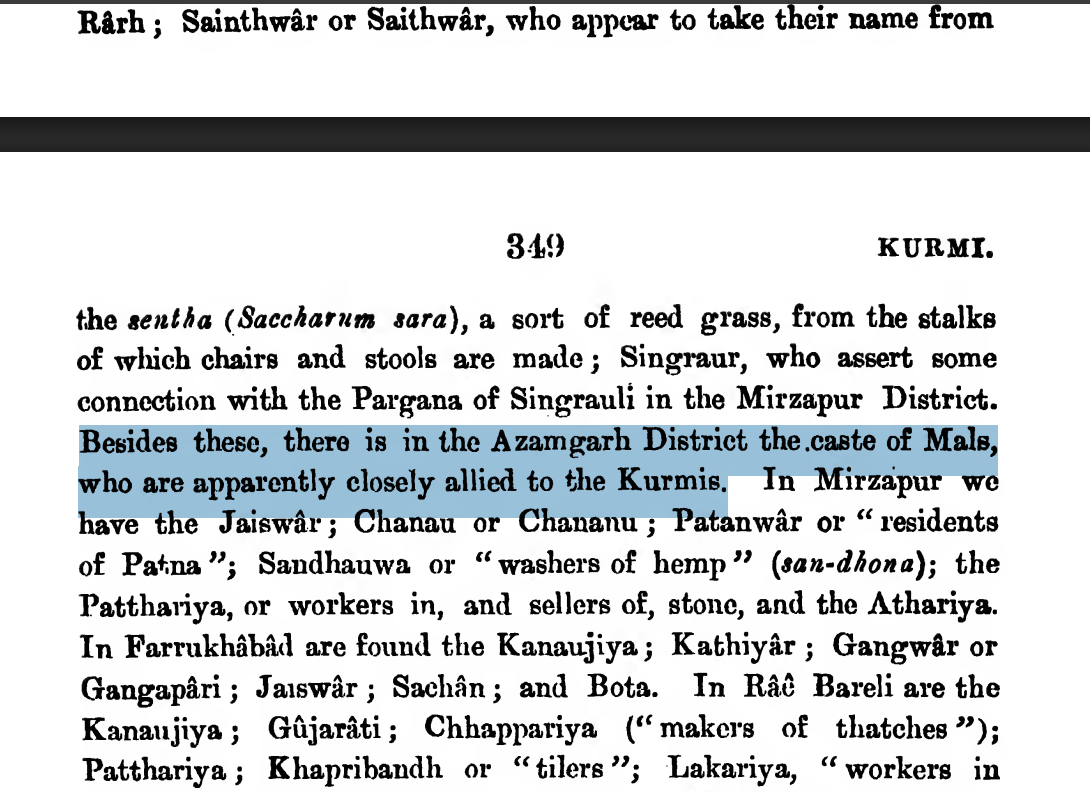 Rârh ; Sainthwâr or Saithwâr, who appear to take their name from
349
KURMI.
the sentha (Saccharum sara), a sort of reed grass, from the stalks
of which chairs and stools are made ; Singraur, who assert some
connection with the Pargana of Singrauli in the Mirzapur District.
Besides these, there is in the Azamgarh District the caste of Mals,
who are apparently closely allied to the Kurmis. In Mirzapur we
have the Jaiswâr ; Chanau or Chananu ; Patanwâr or “ residents
of Patna ”; Sandhauwa or “ washers of hemp ” (san-dhona); the
Patthariya, or workers in, and sellers of, stone, and the Athariya.
In Farrukhâbâd are found the Kanaujiya ; Kathiyâr ; Gangwâr or
Gangapâri ; Jaiswâr ; Sachân ; and Bota. In Râê Bareli are the
Kanaujiya ; Gûjarâti ; Chhappariya (“ makers of thatches ”);
Patthariya ; Khapribandh or “ tilers ”; Lakariya, “ workers in